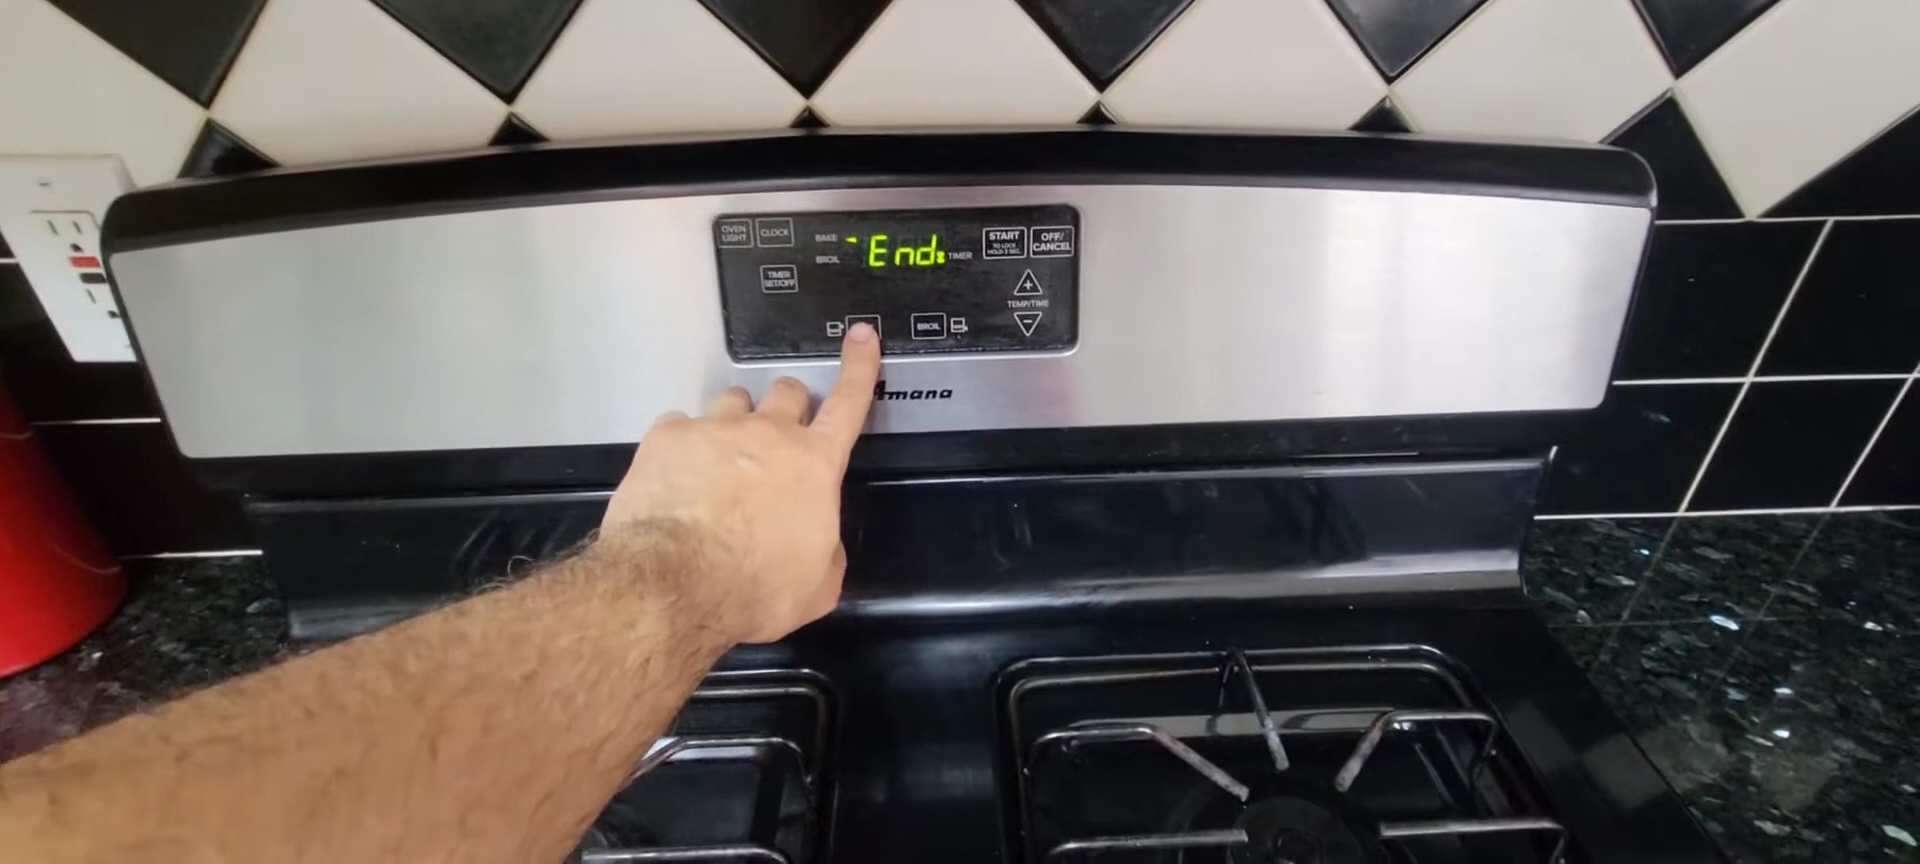 OVEN
LIGHT
CLOCK
BAKE
End
TIMER
BROIL
START
TO LOCK
HOLD 3 SEC.
OFF/
CANCEL
TIMER
SET/OFF
+
TEMP/TIME
-
BROIL
Amana